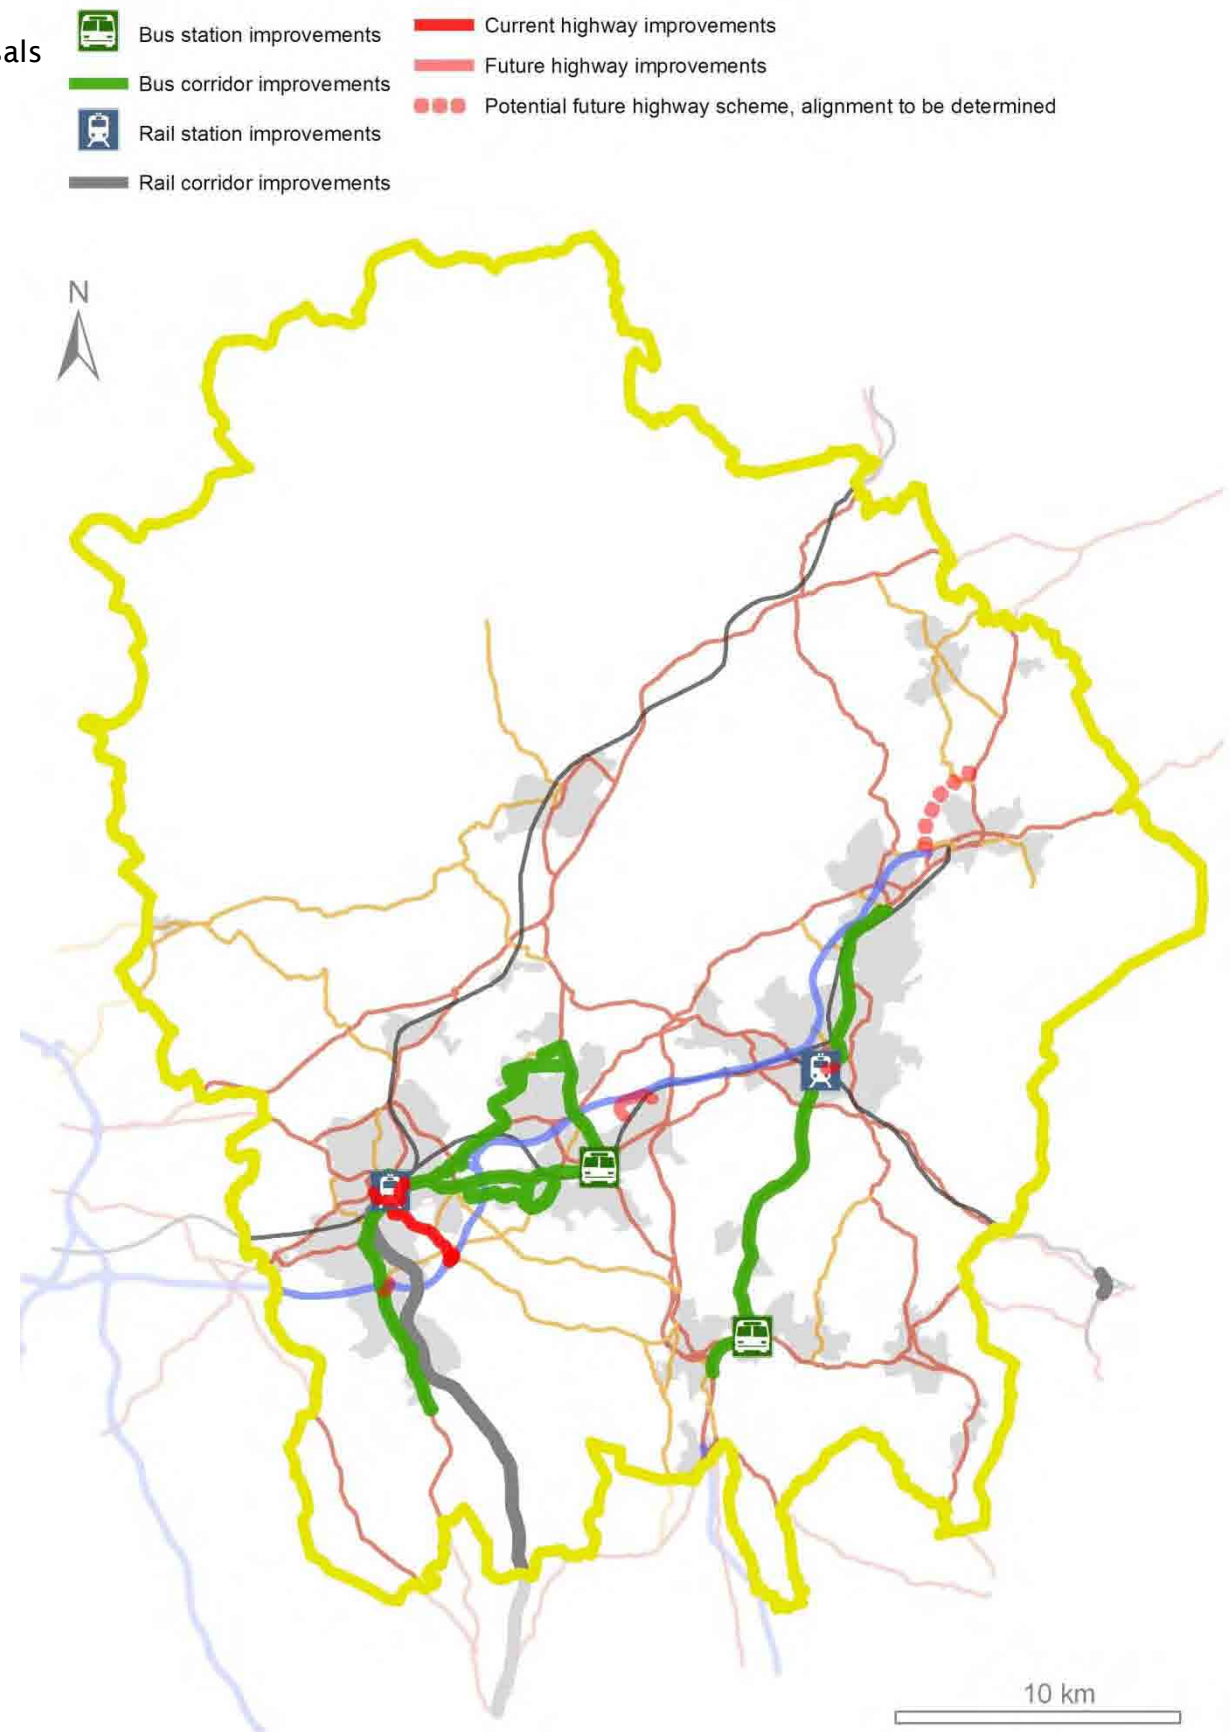 als
Bus station improvements
Bus corridor improvements
Rail station improvements
Rail corridor improvements
Current highway improvements
Future highway improvements
Potential future highway scheme, alignment to be determined
N
10 km